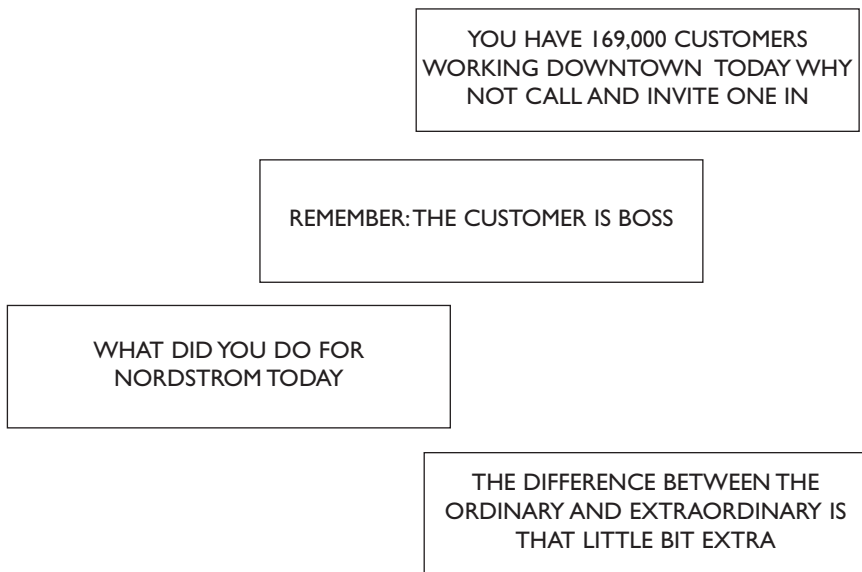 YOU HAVE 169,000 CUSTOMERS
WORKING DOWNTOWN TODAY WHY
NOT CALL AND INVITE ONE IN
REMEMBER: THE CUSTOMER IS BOSS
WHAT DID YOU DO FOR
NORDSTROM TODAY
THE DIFFERENCE BETWEEN THE
ORDINARY AND EXTRAORDINARY IS
THAT LITTLE BIT EXTRA